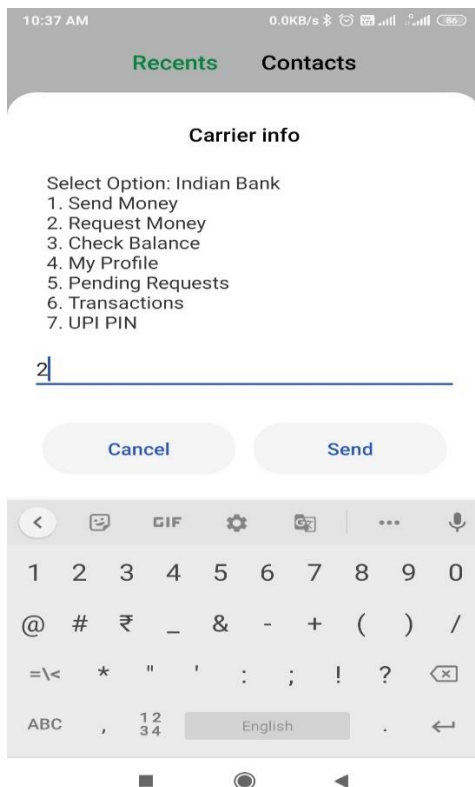 10:37 AM 0.0KB/s 86
Recents Contacts
Carrier info
Select Option: Indian Bank
1. Send Money
2. Request Money
3. Check Balance
4. My Profile
5. Pending Requests
6. Transactions
7. UPI PIN
2
Cancel Send
GIF
1 2 3 4 5 6 7 8 9 0
@ # ₹ _ & - + ( ) /
=\< * " ' : ; ! ?
ABC , 12 34 English .